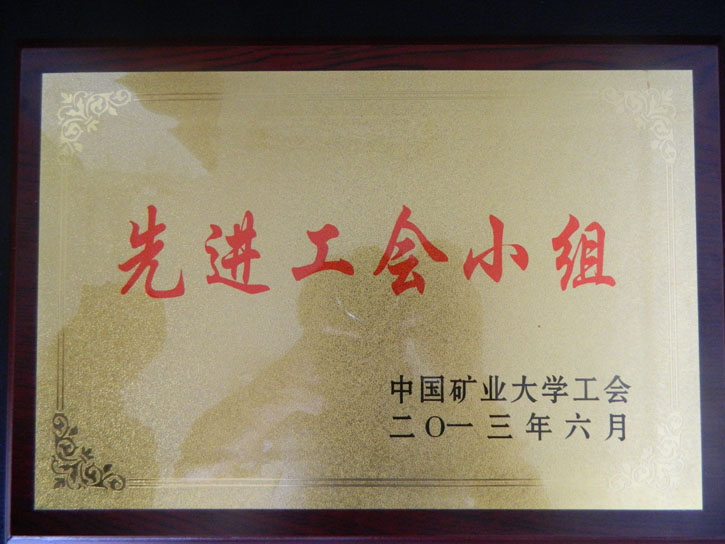 先进工会小组
中国矿业大学工会
二〇一三年六月